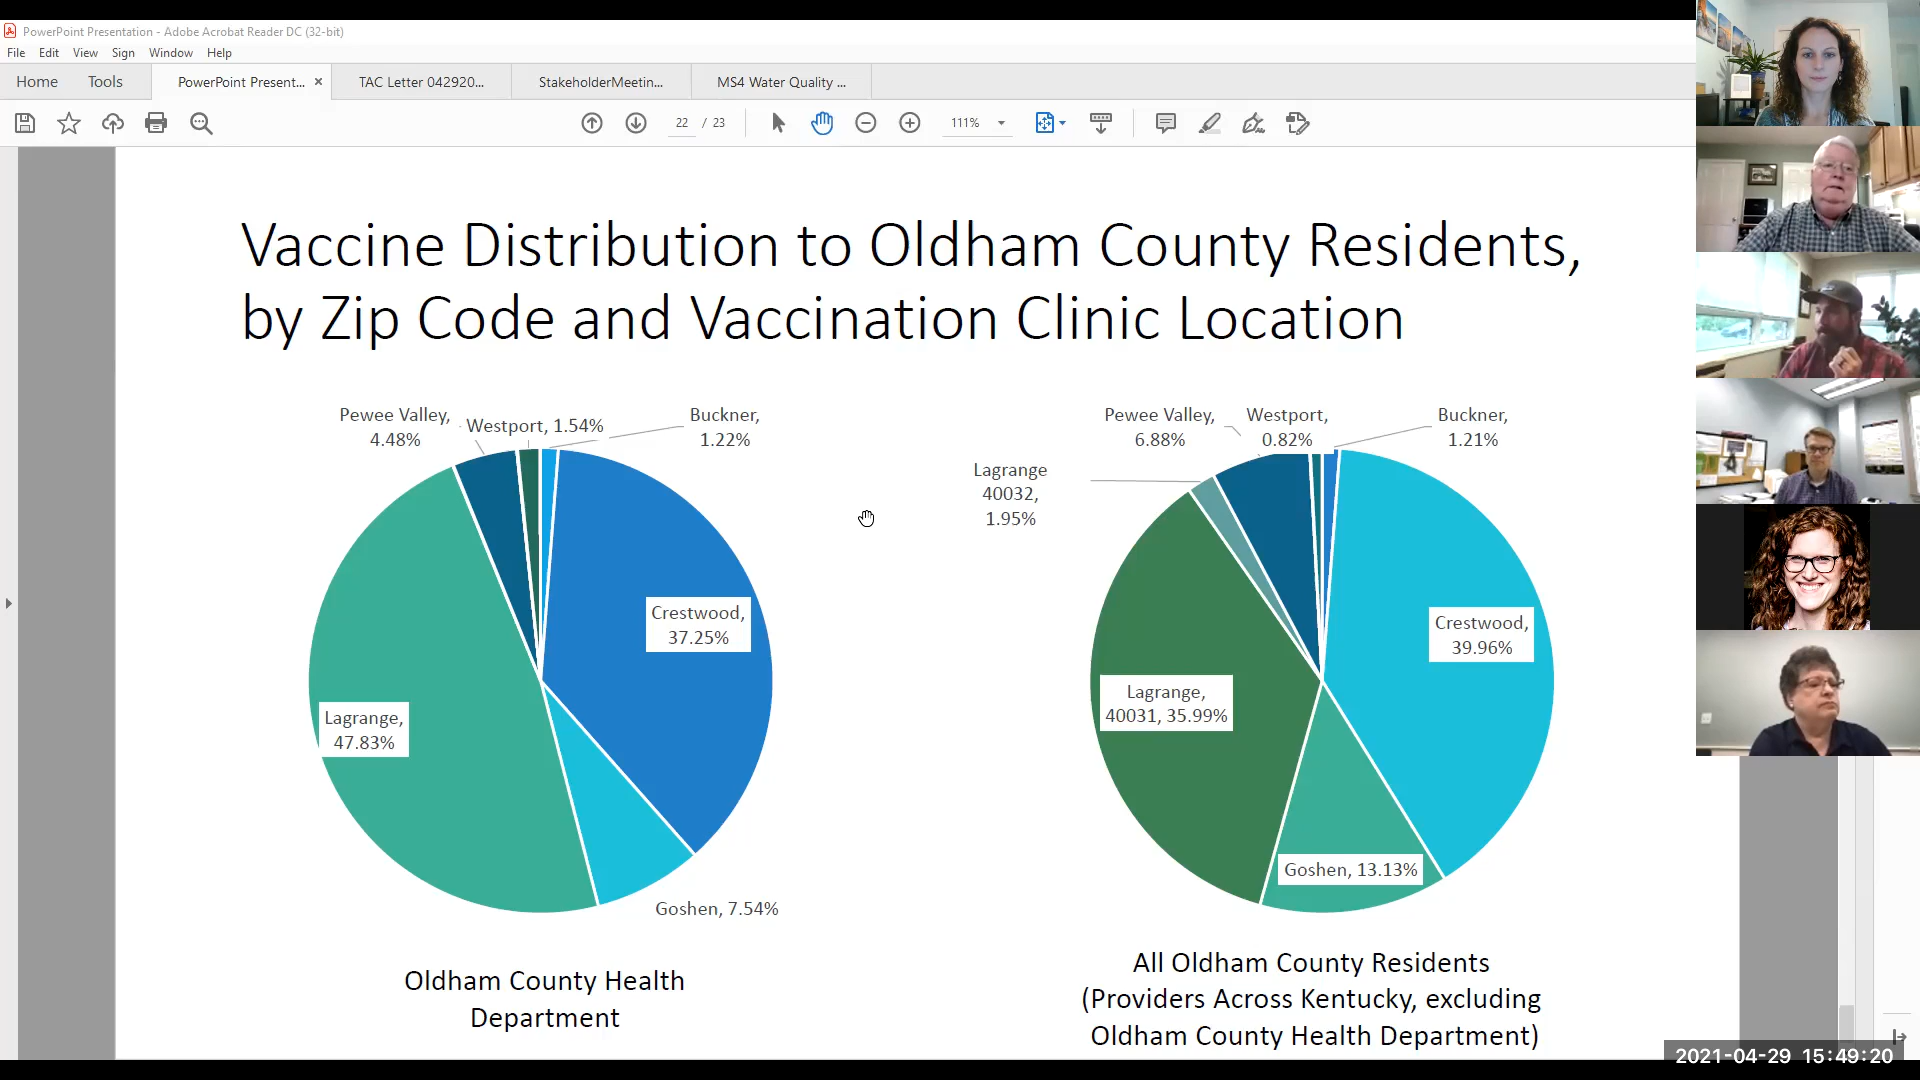 PowerPoint Presentation - Adobe Acrobat Reader DC (32-bit)
File Edit View Sign Window Help
Home Tools PowerPoint Present... × TAC Letter 042920... StakeholderMeetin... MS4 Water Quality ...
22 / 23 111%
Vaccine Distribution to Oldham County Residents,
by Zip Code and Vaccination Clinic Location
Pewee Valley,
4.48%
Westport, 1.54%
Buckner,
1.22%
Crestwood,
37.25%
Lagrange,
47.83%
Goshen, 7.54%
Oldham County Health
Department
Pewee Valley,
6.88%
Westport,
0.82%
Buckner,
1.21%
Lagrange
40032,
1.95%
Crestwood,
39.96%
Lagrange,
40031, 35.99%
Goshen, 13.13%
All Oldham County Residents
(Providers Across Kentucky, excluding
Oldham County Health Department)
2021-04-29 15:49:20